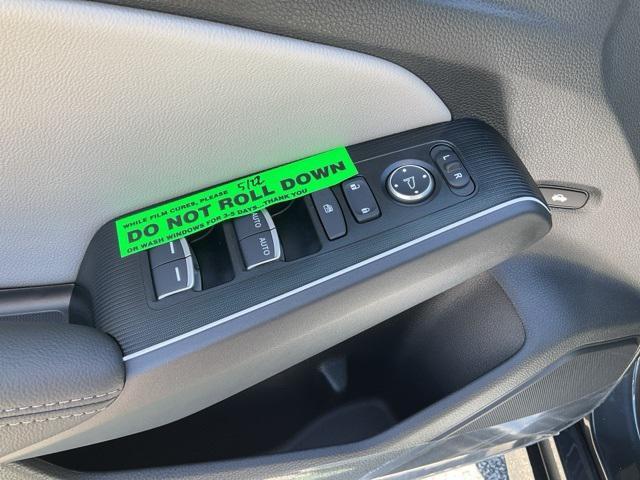 WHILE FILM CURES, PLEASE 5/22
DO NOT ROLL DOWN
OR WASH WINDOWS FOR 3-5 DAYS...THANK YOU
AUTO
AUTO
L
R